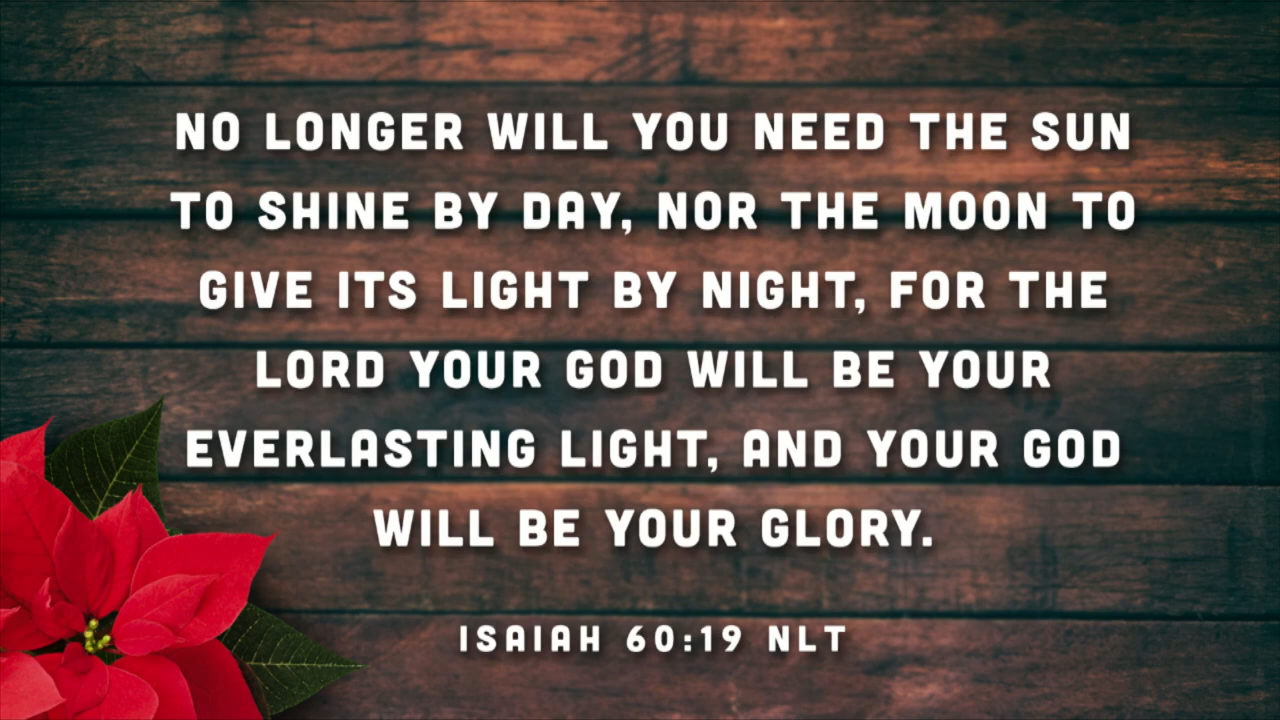 NO LONGER WILL YOU NEED THE SUN
TO SHINE BY DAY, NOR THE MOON TO
GIVE ITS LIGHT BY NIGHT, FOR THE
LORD YOUR GOD WILL BE YOUR
EVERLASTING LIGHT, AND YOUR GOD
WILL BE YOUR GLORY.
ISAIAH 60:19 NLT